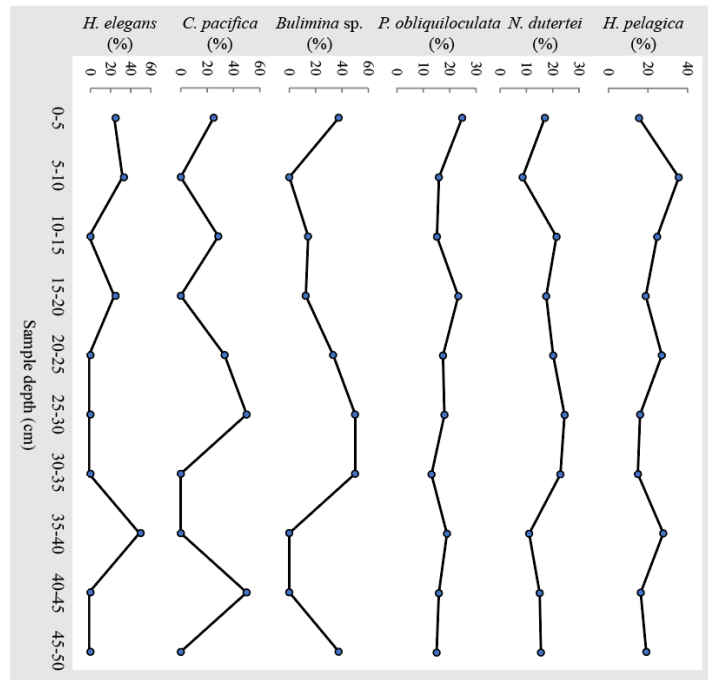 H. elegans C. pacifica Bulimina sp. P. obliquiloculata N. dutertei H. pelagica
(%) (%) (%) (%) (%) (%)
0 20 40 60 0 20 40 60 0 20 40 60 0 10 20 30 0 10 20 30 0 20 40
0-5
5-10
10-15
15-20
20-25
25-30
30-35
35-40
40-45
45-50
Sample depth (cm)